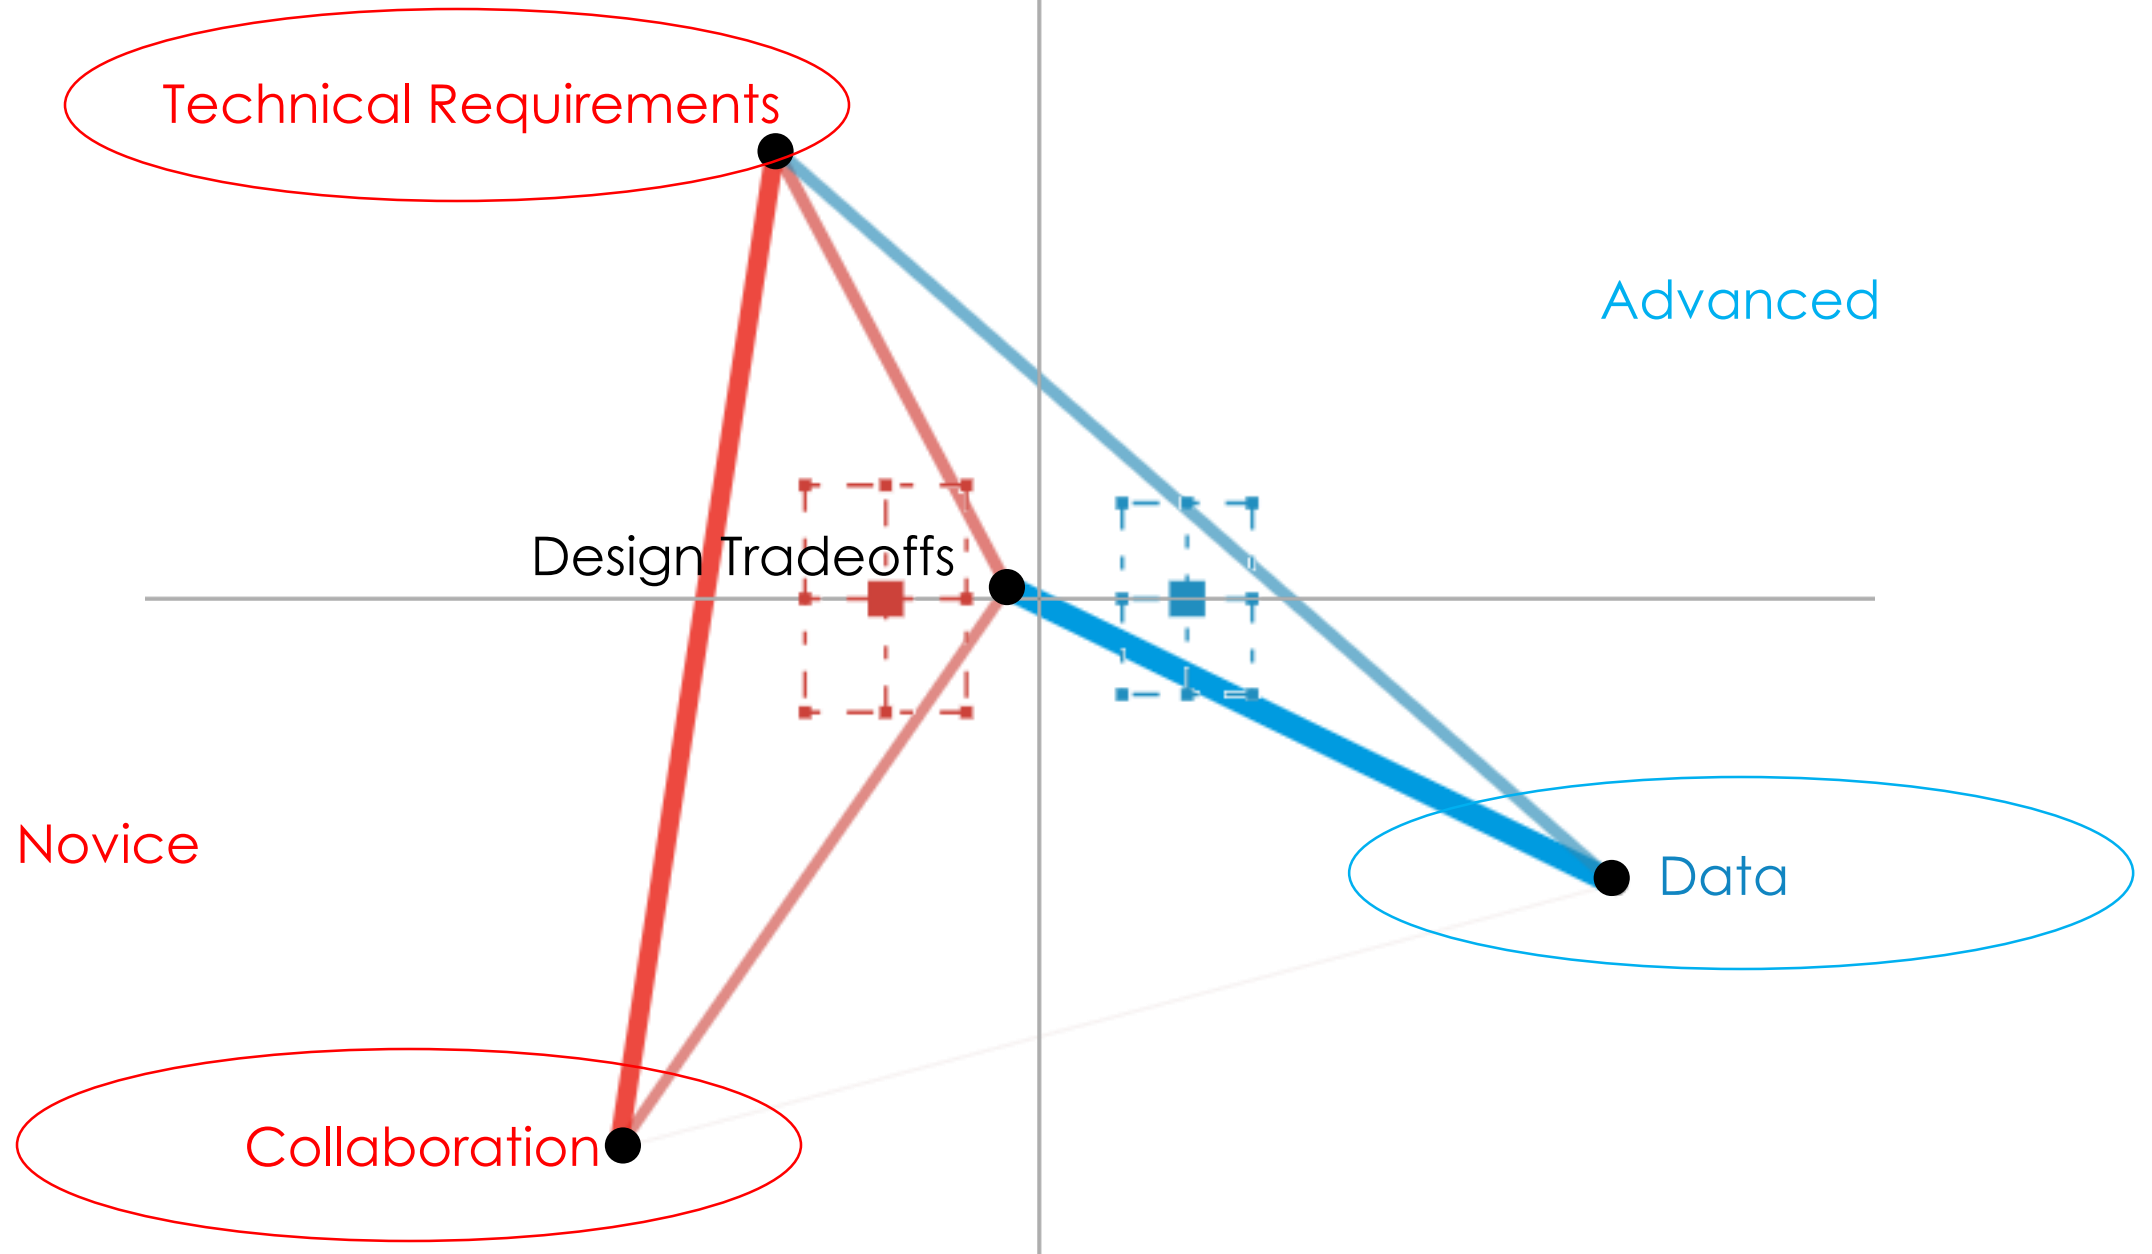 Technical Requirements
Advanced
Design Tradeoffs
Novice
Data
Collaboration